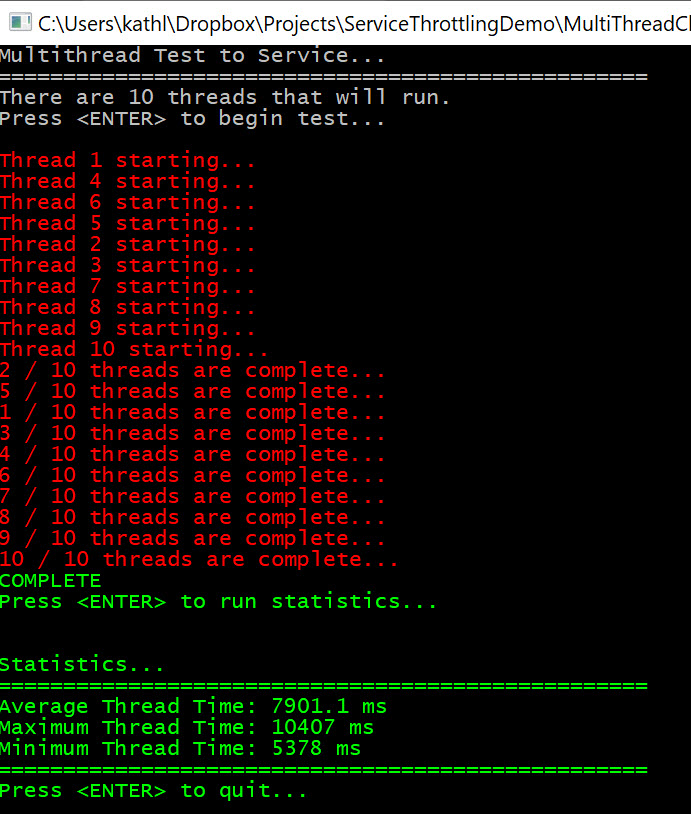 C:\Users\kathl\Dropbox\Projects\ServiceThrottlingDemo\MultiThreadCl
Multithread Test to Service...
==================================================
There are 10 threads that will run.
Press <ENTER> to begin test...
Thread 1 starting...
Thread 4 starting...
Thread 6 starting...
Thread 5 starting...
Thread 2 starting...
Thread 3 starting...
Thread 7 starting...
Thread 8 starting...
Thread 9 starting...
Thread 10 starting...
2 / 10 threads are complete...
5 / 10 threads are complete...
1 / 10 threads are complete...
3 / 10 threads are complete...
4 / 10 threads are complete...
6 / 10 threads are complete...
7 / 10 threads are complete...
8 / 10 threads are complete...
9 / 10 threads are complete...
10 / 10 threads are complete...
COMPLETE
Press <ENTER> to run statistics...
Statistics...
==================================================
Average Thread Time: 7901.1 ms
Maximum Thread Time: 10407 ms
Minimum Thread Time: 5378 ms
==================================================
Press <ENTER> to quit...